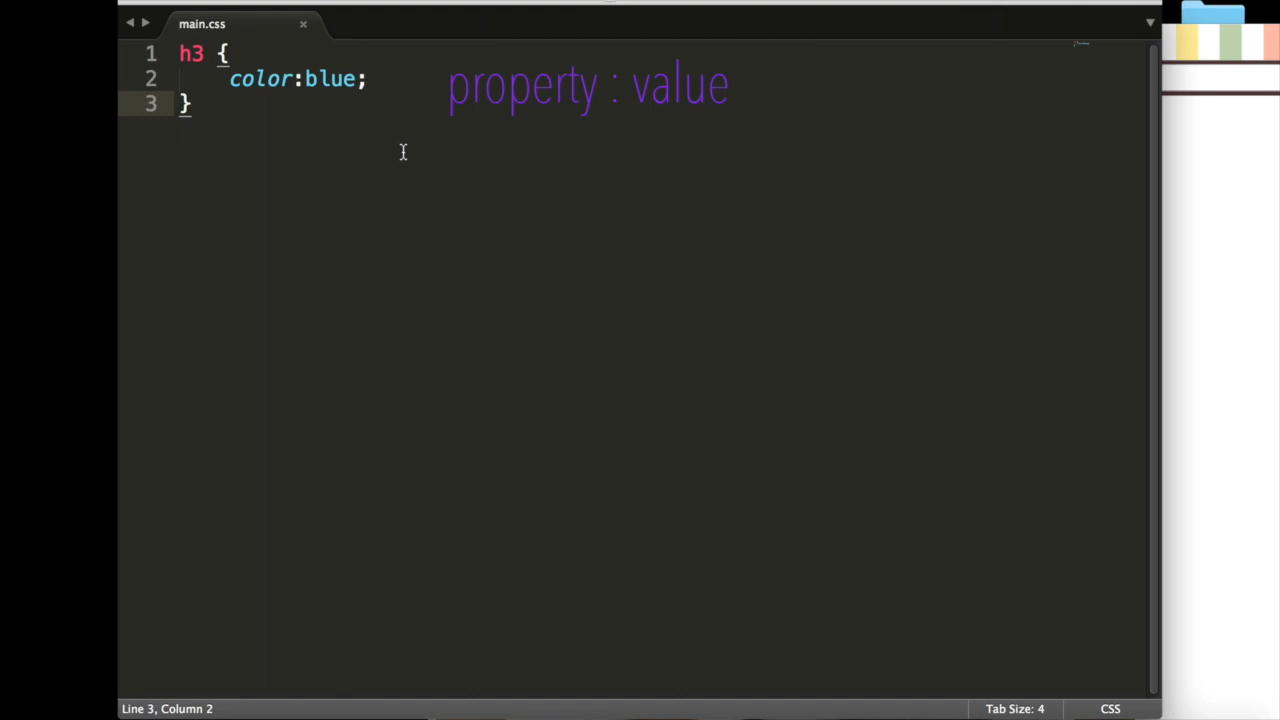 main.css
1 h3 {
2 color:blue;
3 }
property : value
Line 3, Column 2
Tab Size: 4
CSS